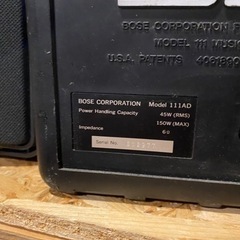 BOSE CORPORATION F
MODEL 111 MUSIC
U.S.A. PATENTS
BOSE CORPORATION Model 111AD
Power Handling Capacity 45W (RMS)
150W (MAX)
Impedance 6Ω
Serial No.